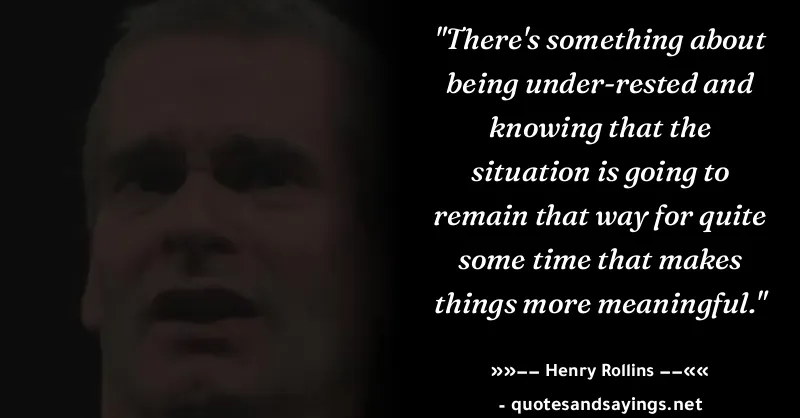 "There's something about
being under-rested and
knowing that the
situation is going to
remain that way for quite
some time that makes
things more meaningful."
»»–– Henry Rollins ––««
- quotesandsayings.net